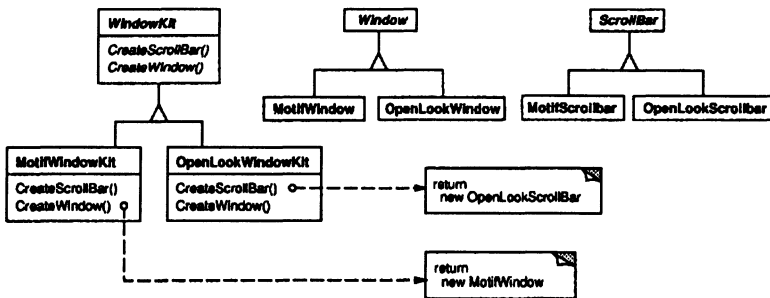 WindowKit
CreateScrollBar()
CreateWindow()
Window
MotifWindow
OpenLookWindow
ScrollBar
MotifScrollbar
OpenLookScrollbar
MotifWindowKit
CreateScrollBar()
CreateWindow()
OpenLookWindowKit
CreateScrollBar()
CreateWindow()
return
new OpenLookScrollBar
return
new MotifWindow